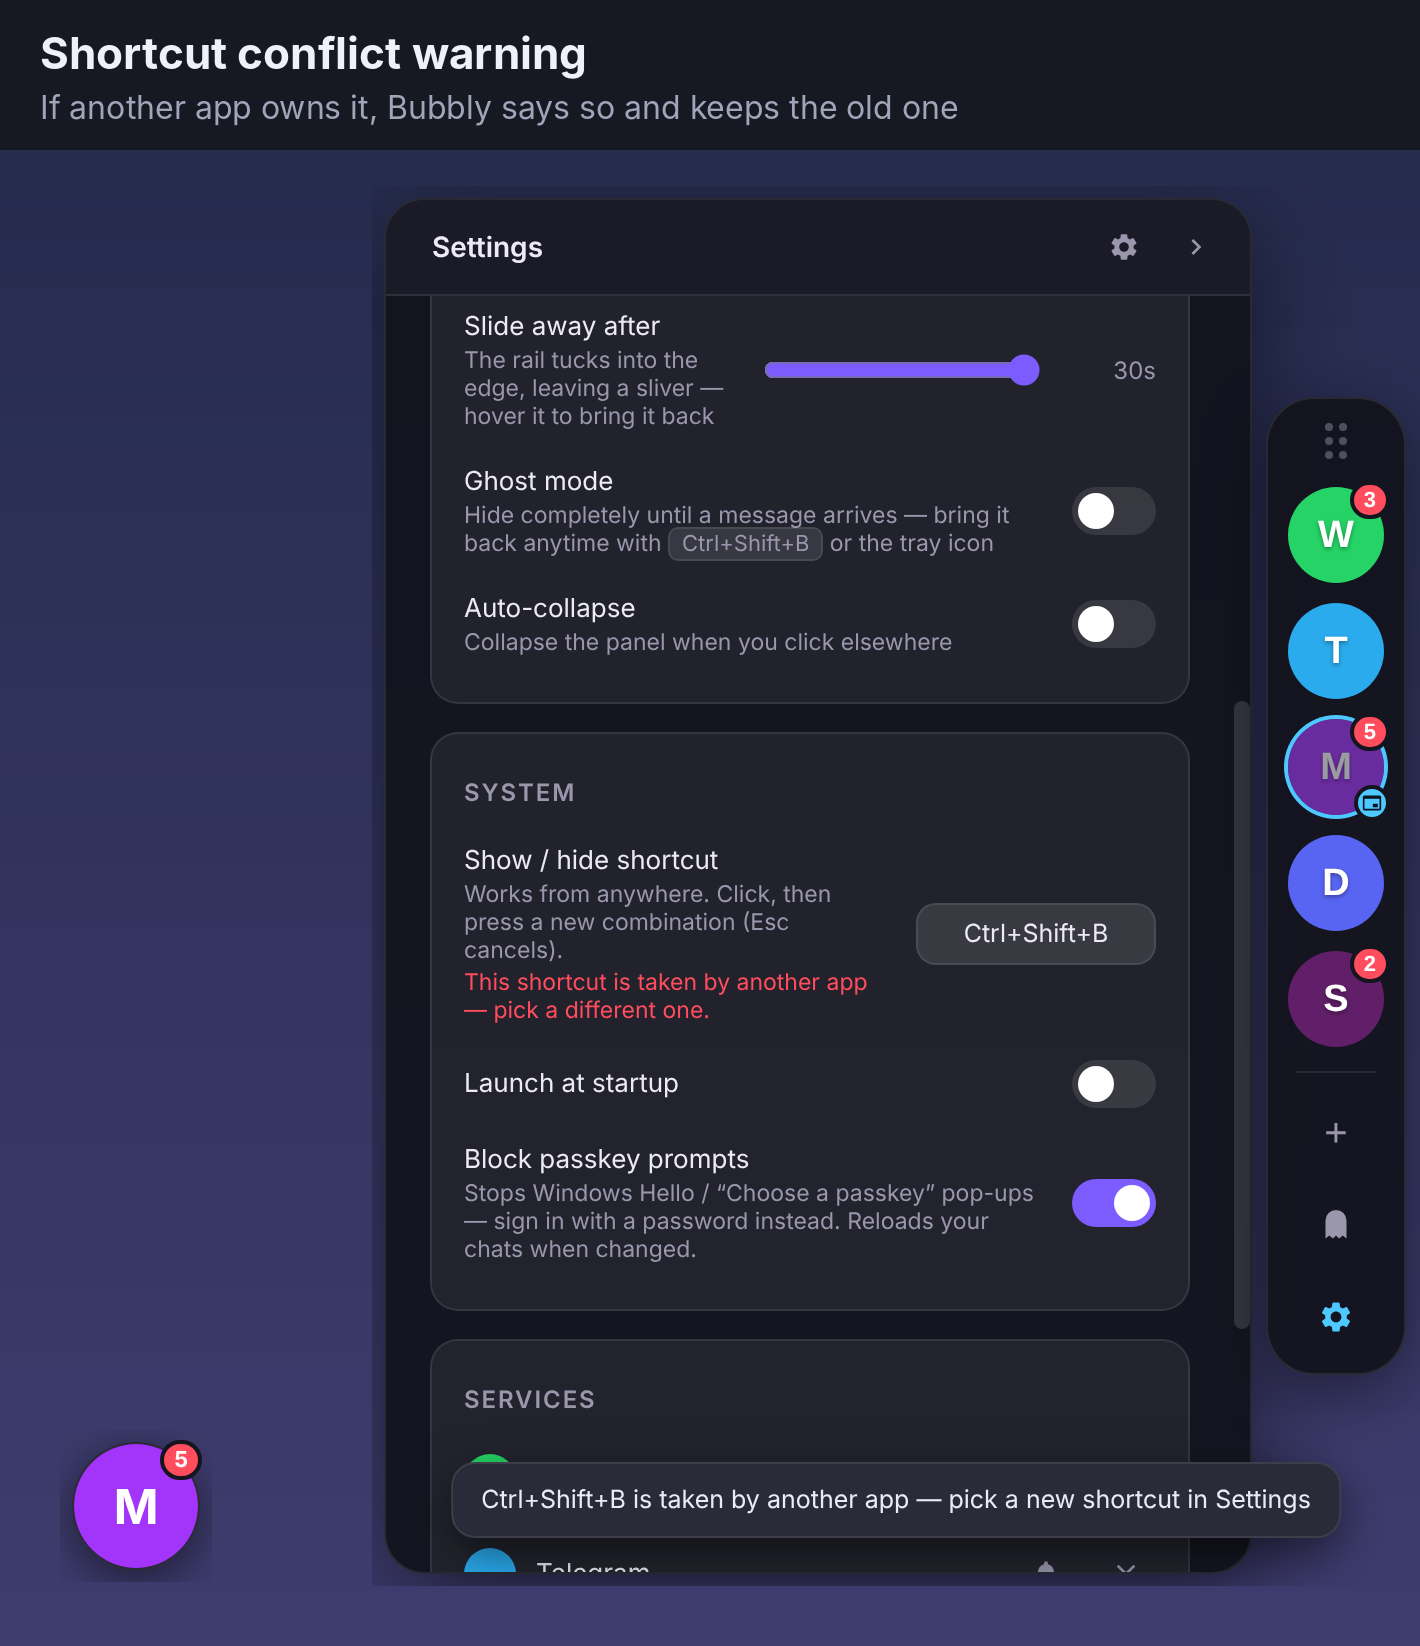 Shortcut conflict warning
If another app owns it, Bubbly says so and keeps the old one
Settings
Slide away after
The rail tucks into the
edge, leaving a sliver —
hover it to bring it back
30s
Ghost mode
Hide completely until a message arrives — bring it
back anytime with Ctrl+Shift+B or the tray icon
Auto-collapse
Collapse the panel when you click elsewhere
SYSTEM
Show / hide shortcut
Works from anywhere. Click, then
press a new combination (Esc
cancels).
This shortcut is taken by another app
— pick a different one.
Ctrl+Shift+B
Launch at startup
Block passkey prompts
Stops Windows Hello / “Choose a passkey” pop-ups
— sign in with a password instead. Reloads your
chats when changed.
SERVICES
Ctrl+Shift+B is taken by another app — pick a new shortcut in Settings
Telegram
W 3
T
M 5
D
S 2
M 5